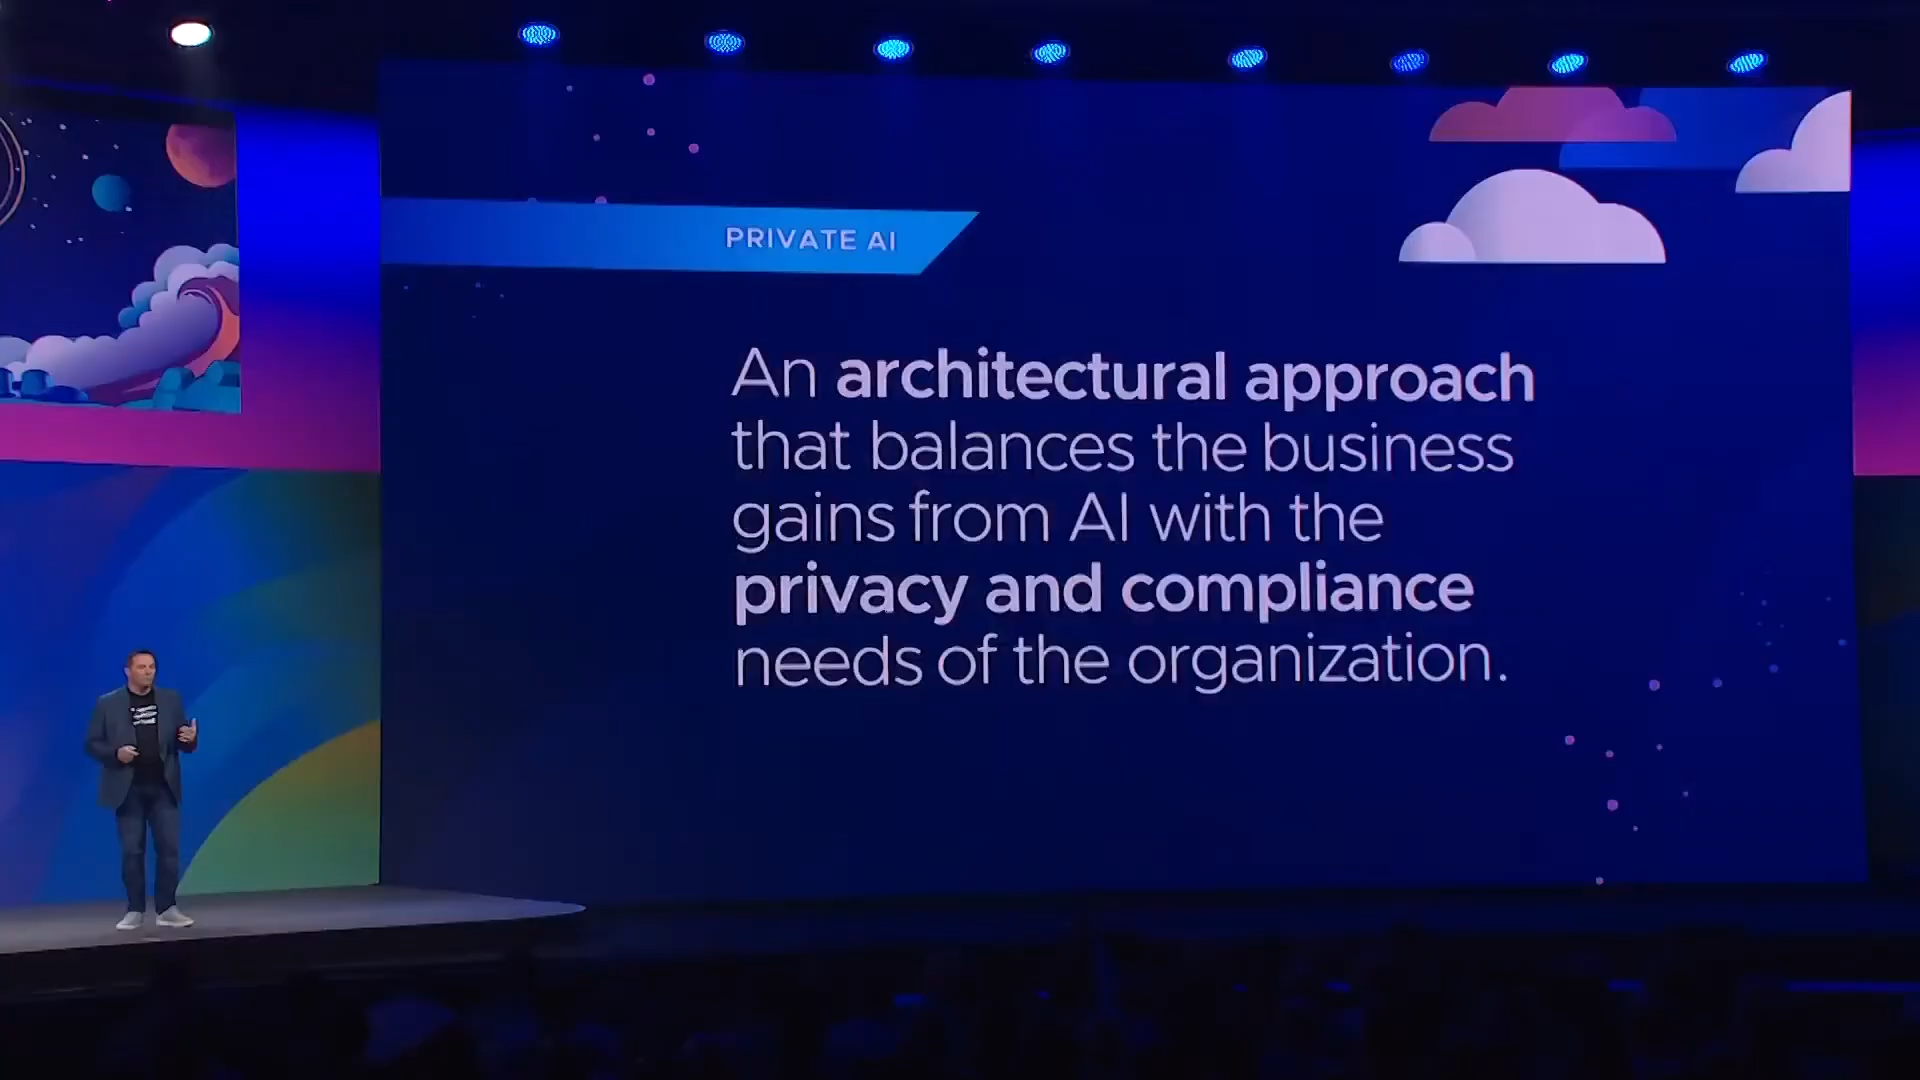 PRIVATE AI
An architectural approach
that balances the business
gains from AI with the
privacy and compliance
needs of the organization.